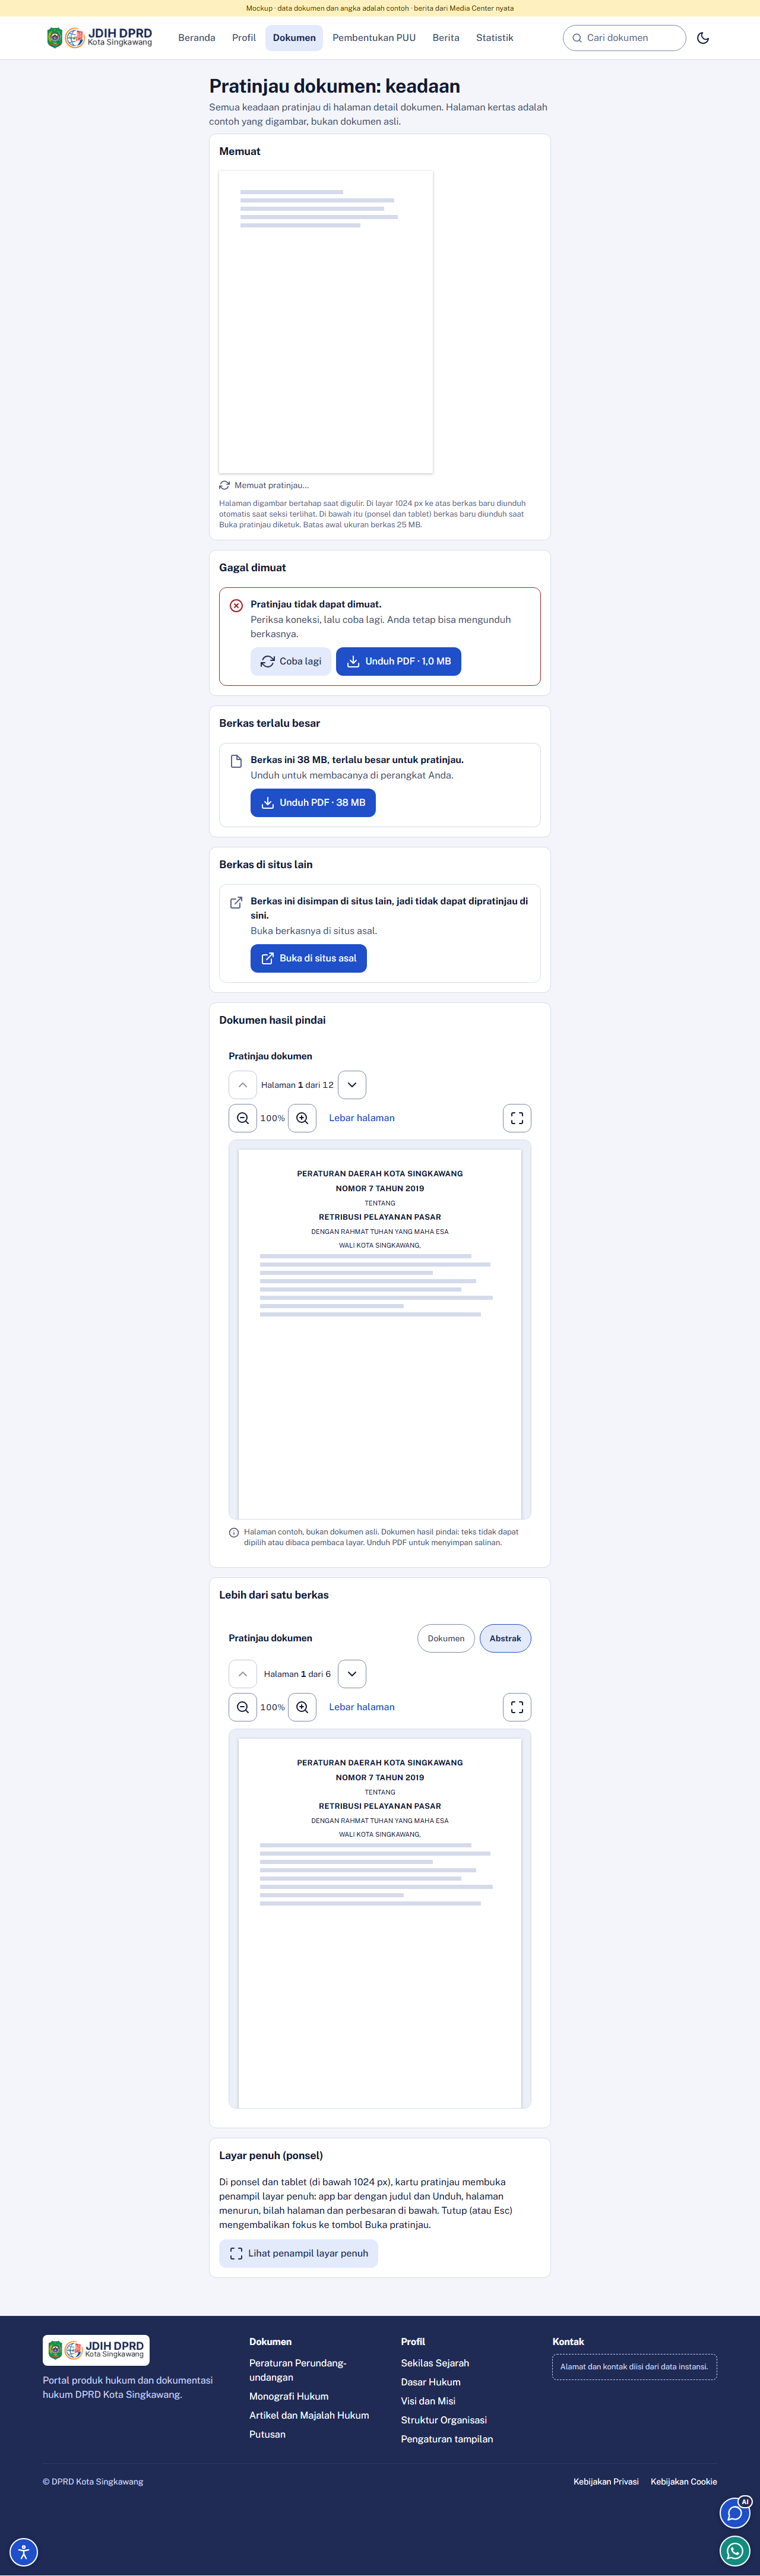 Mockup · data dokumen dan angka adalah contoh · berita dari Media Center nyata
JDIH DPRD
Kota Singkawang
Beranda
Profil
Dokumen
Pembentukan PUU
Berita
Statistik
Cari dokumen
Pratinjau dokumen: keadaan
Semua keadaan pratinjau di halaman detail dokumen. Halaman kertas adalah
contoh yang digambar, bukan dokumen asli.
Memuat
Memuat pratinjau…
Halaman digambar bertahap saat digulir. Di layar 1024 px ke atas berkas baru diunduh
otomatis saat seksi terlihat. Di bawah itu (ponsel dan tablet) berkas baru diunduh saat
Buka pratinjau diketuk. Batas awal ukuran berkas 25 MB.
Gagal dimuat
Pratinjau tidak dapat dimuat.
Periksa koneksi, lalu coba lagi. Anda tetap bisa mengunduh
berkasnya.
Coba lagi
Unduh PDF · 1,0 MB
Berkas terlalu besar
Berkas ini 38 MB, terlalu besar untuk pratinjau.
Unduh untuk membacanya di perangkat Anda.
Unduh PDF · 38 MB
Berkas di situs lain
Berkas ini disimpan di situs lain, jadi tidak dapat dipratinjau di
sini.
Buka berkasnya di situs asal.
Buka di situs asal
Dokumen hasil pindai
Pratinjau dokumen
Halaman 1 dari 12
100%
Lebar halaman
PERATURAN DAERAH KOTA SINGKAWANG
NOMOR 7 TAHUN 2019
TENTANG
RETRIBUSI PELAYANAN PASAR
DENGAN RAHMAT TUHAN YANG MAHA ESA
WALI KOTA SINGKAWANG,
Halaman contoh, bukan dokumen asli. Dokumen hasil pindai: teks tidak dapat
dipilih atau dibaca pembaca layar. Unduh PDF untuk menyimpan salinan.
Lebih dari satu berkas
Pratinjau dokumen
Dokumen
Abstrak
Halaman 1 dari 6
100%
Lebar halaman
PERATURAN DAERAH KOTA SINGKAWANG
NOMOR 7 TAHUN 2019
TENTANG
RETRIBUSI PELAYANAN PASAR
DENGAN RAHMAT TUHAN YANG MAHA ESA
WALI KOTA SINGKAWANG,
Layar penuh (ponsel)
Di ponsel dan tablet (di bawah 1024 px), kartu pratinjau membuka
penampil layar penuh: app bar dengan judul dan Unduh, halaman
menurun, bilah halaman dan perbesaran di bawah. Tutup (atau Esc)
mengembalikan fokus ke tombol Buka pratinjau.
Lihat penampil layar penuh
JDIH DPRD
Kota Singkawang
Portal produk hukum dan dokumentasi
hukum DPRD Kota Singkawang.
Dokumen
Peraturan Perundang-
undangan
Monografi Hukum
Artikel dan Majalah Hukum
Putusan
Profil
Sekilas Sejarah
Dasar Hukum
Visi dan Misi
Struktur Organisasi
Pengaturan tampilan
Kontak
Alamat dan kontak diisi dari data instansi.
© DPRD Kota Singkawang
Kebijakan Privasi
Kebijakan Cookie
AI